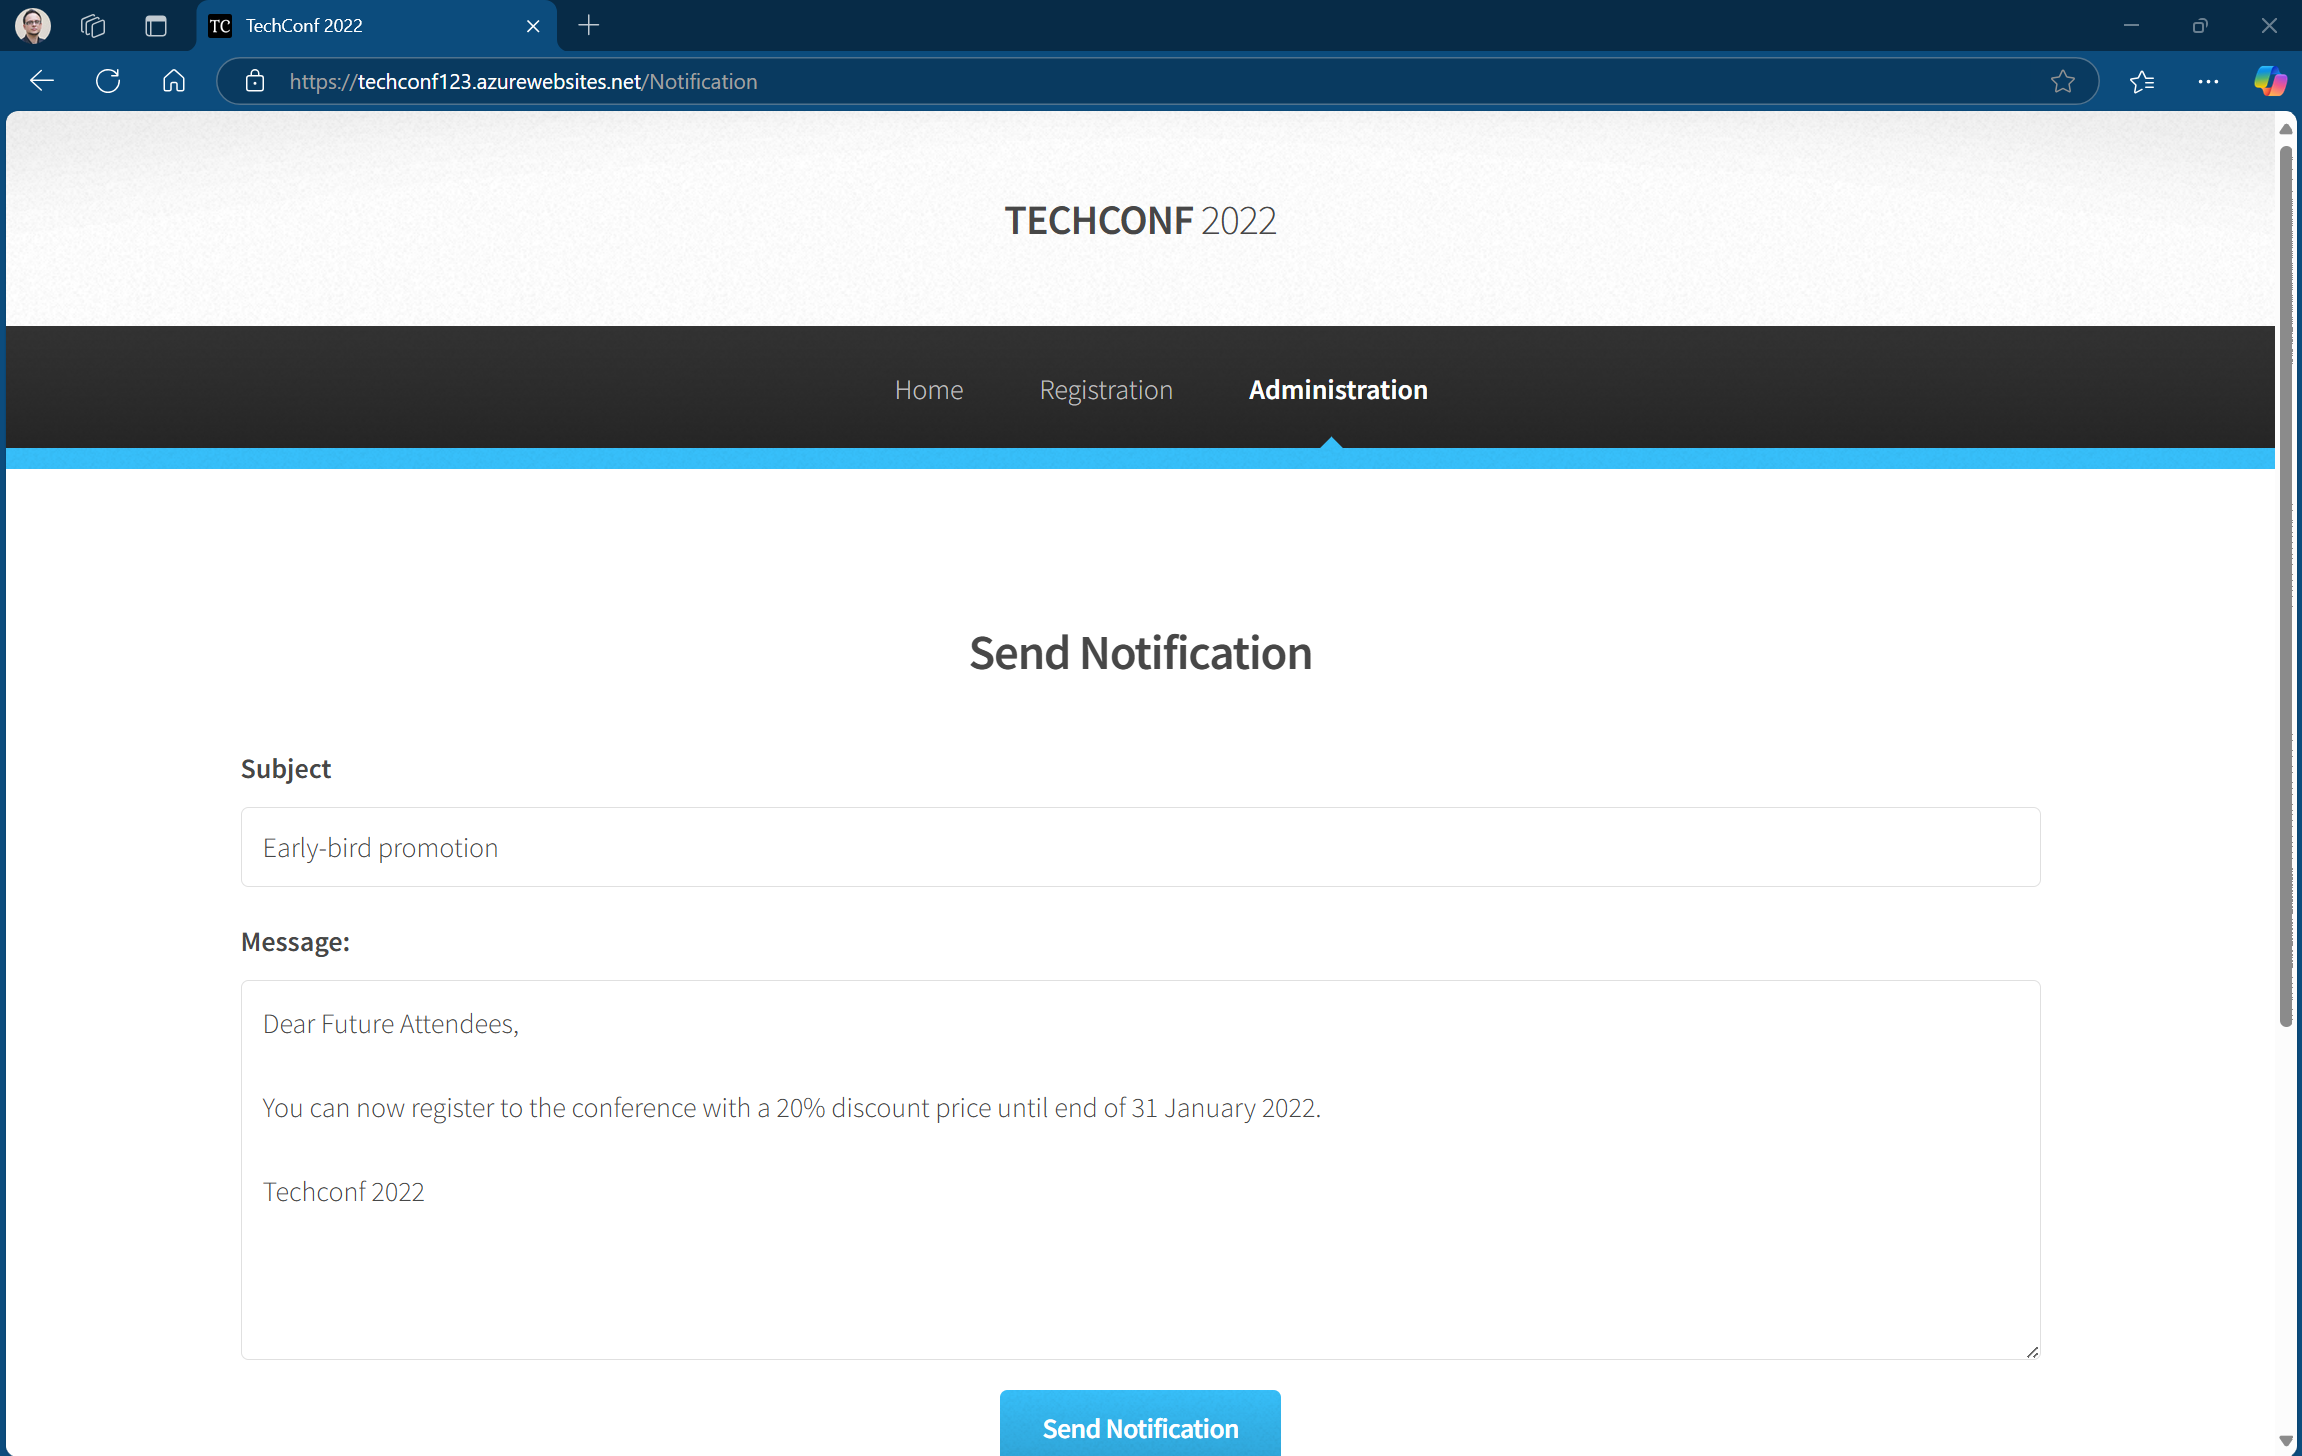 TC TechConf 2022
https://techconf123.azurewebsites.net/Notification
TECHCONF 2022
Home Registration Administration
Send Notification
Subject
Early-bird promotion
Message:
Dear Future Attendees,
You can now register to the conference with a 20% discount price until end of 31 January 2022.
Techconf 2022
Send Notification